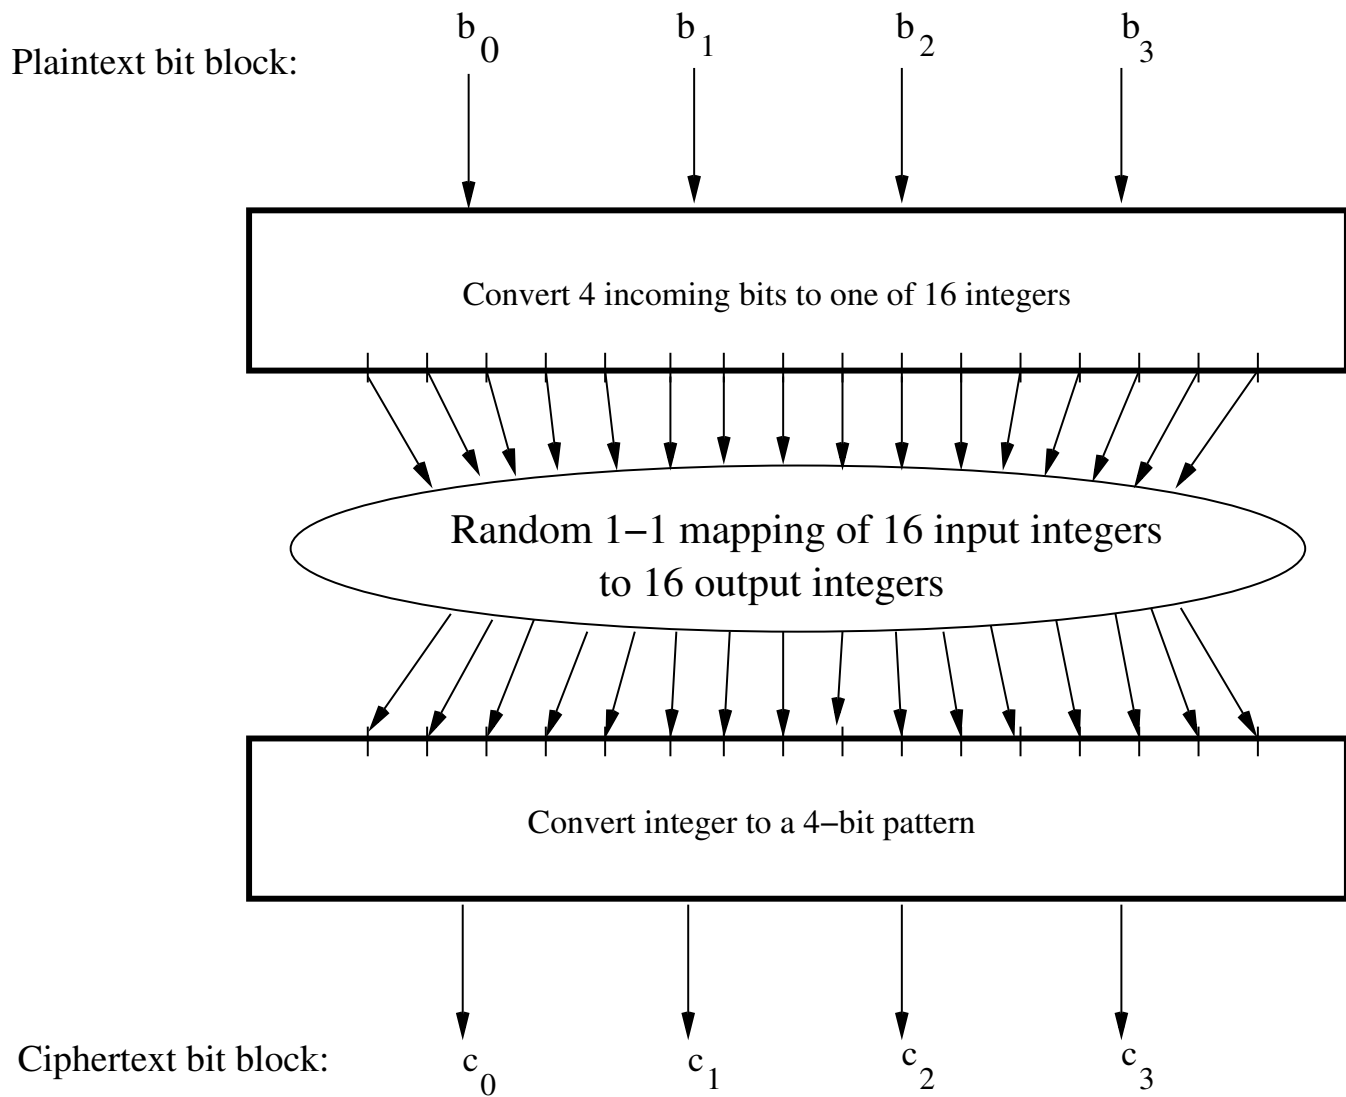 b0 b1 b2 b3
Plaintext bit block:
Convert 4 incoming bits to one of 16 integers
Random 1−1 mapping of 16 input integers
to 16 output integers
Convert integer to a 4−bit pattern
Ciphertext bit block: c0 c1 c2 c3